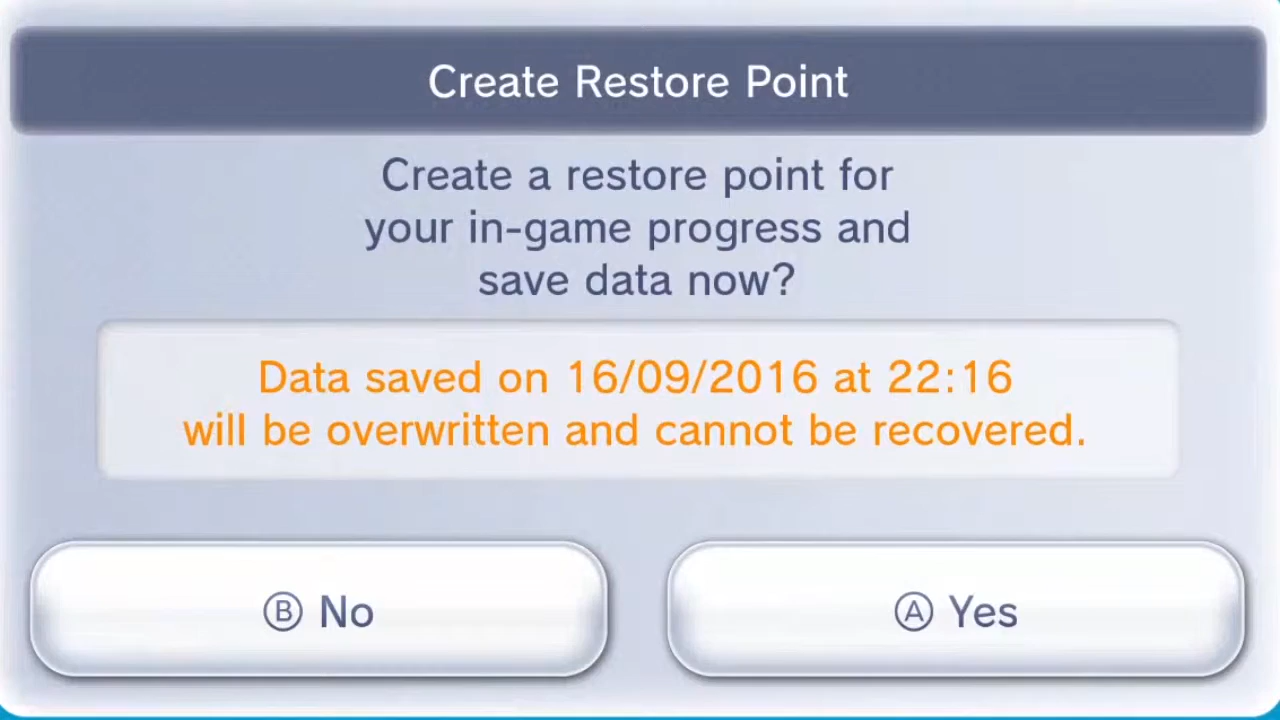 Create Restore Point
Create a restore point for
your in-game progress and
save data now?
Data saved on 16/09/2016 at 22:16
will be overwritten and cannot be recovered.
Ⓑ No
Ⓐ Yes